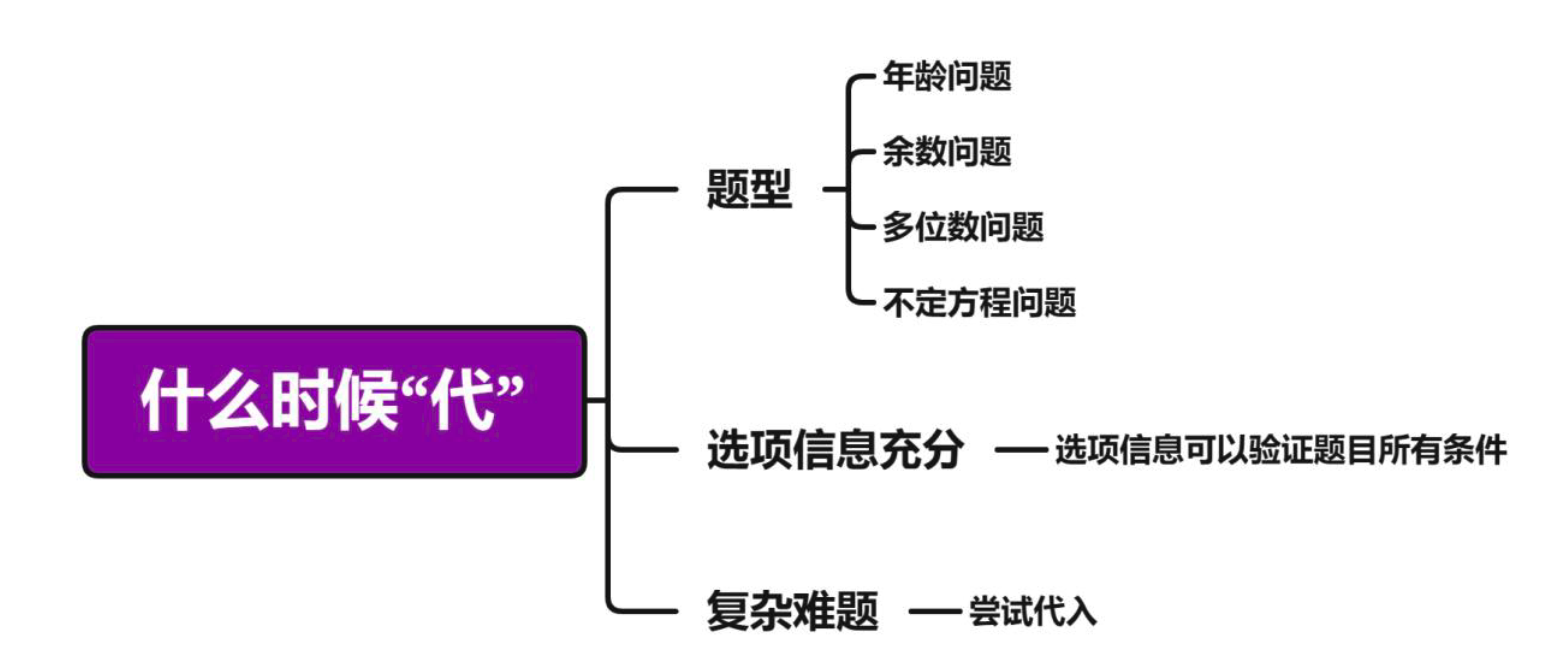 什么时候“代”
题型
年龄问题
余数问题
多位数问题
不定方程问题
选项信息充分
选项信息可以验证题目所有条件
复杂难题
尝试代入